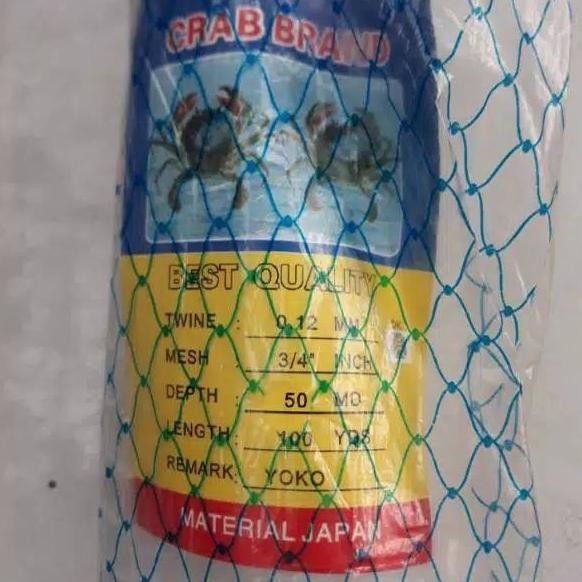 CRAB BRAND
BEST QUALITY
TWINE : 0.12 MM
MESH 3/4" INCH
DEPTH : 50 MD
LENGTH: 100 YDS
REMARK: YOKO
MATERIAL JAPAN